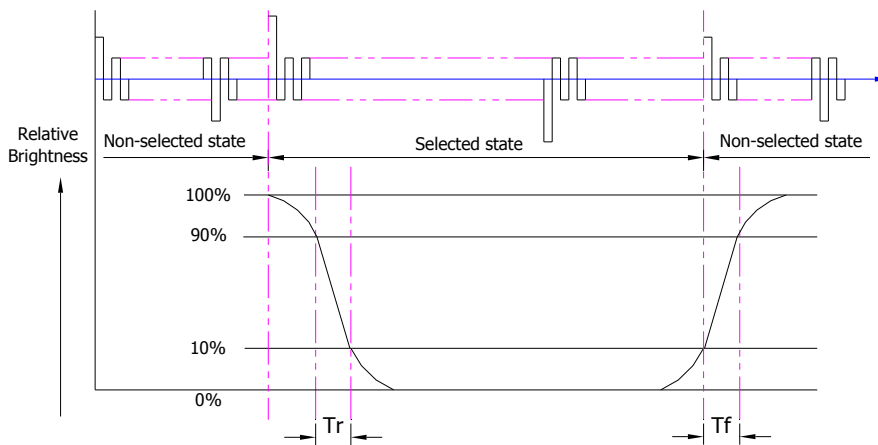 Relative
Brightness
Non-selected state
Selected state
Non-selected state
100%
90%
10%
0%
Tr
Tf